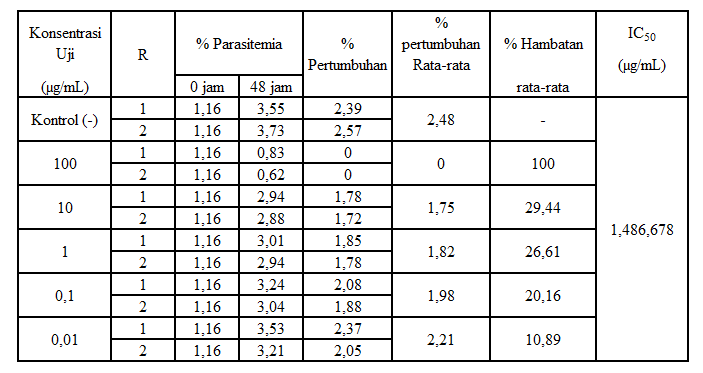 Konsentrasi Uji (µg/mL) | R | % Parasitemia | % Pertumbuhan | % pertumbuhan Rata-rata | % Hambatan rata-rata | IC50 (µg/mL)
0 jam | 48 jam
Kontrol (-) | 1 | 1,16 | 3,55 | 2,39 | 2,48 | - | 1,486,678
2 | 1,16 | 3,73 | 2,57
100 | 1 | 1,16 | 0,83 | 0 | 0 | 100
2 | 1,16 | 0,62 | 0
10 | 1 | 1,16 | 2,94 | 1,78 | 1,75 | 29,44
2 | 1,16 | 2,88 | 1,72
1 | 1 | 1,16 | 3,01 | 1,85 | 1,82 | 26,61
2 | 1,16 | 2,94 | 1,78
0,1 | 1 | 1,16 | 3,24 | 2,08 | 1,98 | 20,16
2 | 1,16 | 3,04 | 1,88
0,01 | 1 | 1,16 | 3,53 | 2,37 | 2,21 | 10,89
2 | 1,16 | 3,21 | 2,05